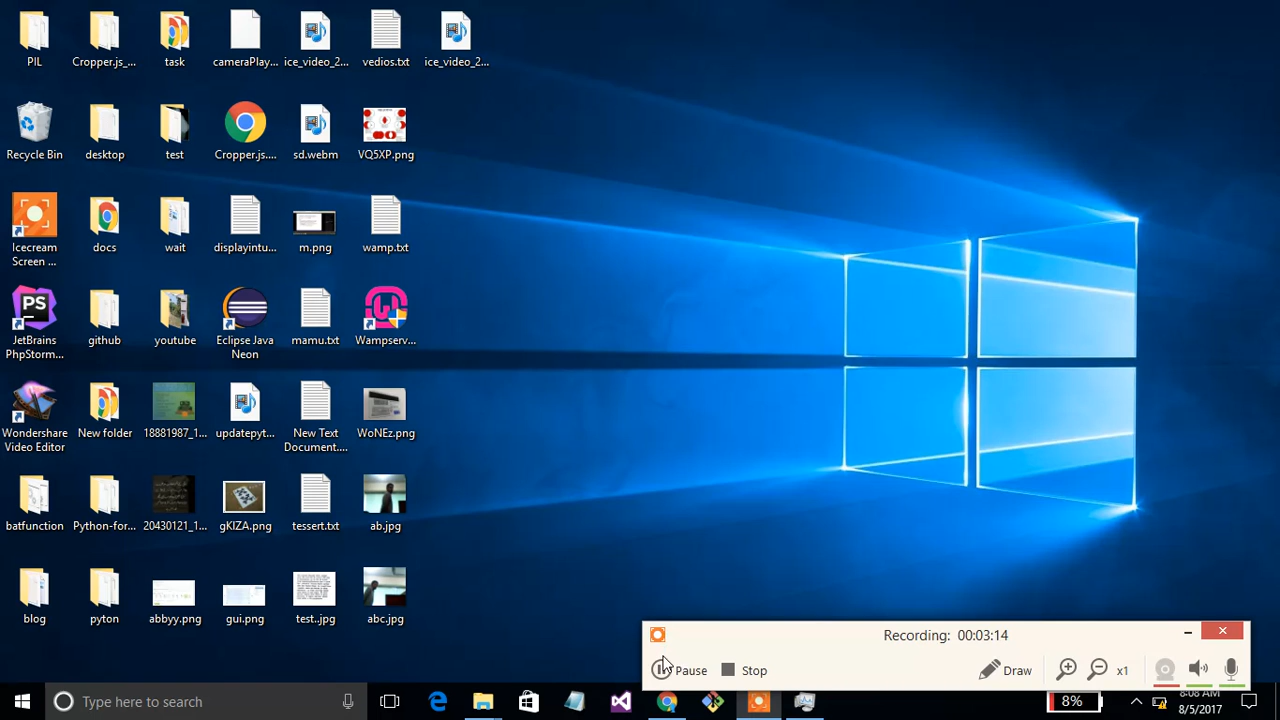 PIL
Cropper.js_...
task
cameraPlay...
ice_video_2...
vedios.txt
ice_video_2...
Recycle Bin
desktop
test
Cropper.js....
sd.webm
VQ5XP.png
Icecream
Screen ...
docs
wait
displayintu...
m.png
wamp.txt
PS
JetBrains
PhpStorm...
github
youtube
Eclipse Java
Neon
mamu.txt
Wampserv...
Wondershare
Video Editor
New folder
18881987_1...
updatepyt...
New Text
Document....
WoNEz.png
batfunction
Python-for...
20430121_1...
gKIZA.png
tessert.txt
ab.jpg
blog
pyton
abbyy.png
gui.png
test..jpg
abc.jpg
Recording: 00:03:14
Pause
Stop
Draw
x1
Type here to search
8%
8:08 AM
8/5/2017